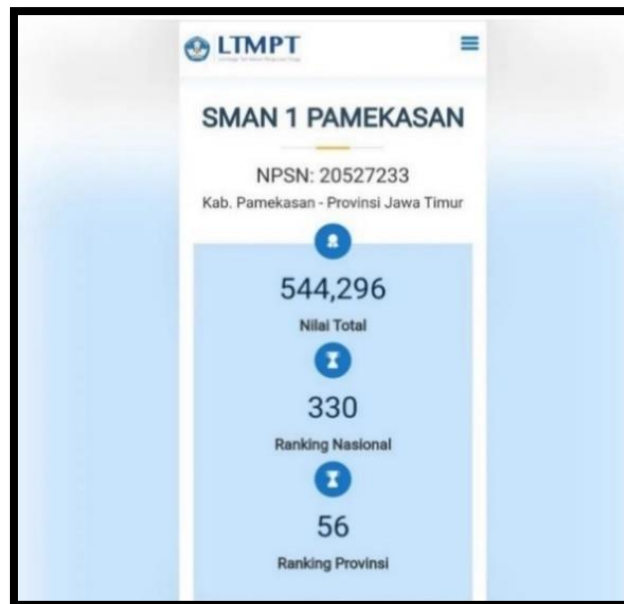 LTMPT
SMAN 1 PAMEKASAN
NPSN: 20527233
Kab. Pamekasan - Provinsi Jawa Timur
544,296
Nilai Total
330
Ranking Nasional
56
Ranking Provinsi